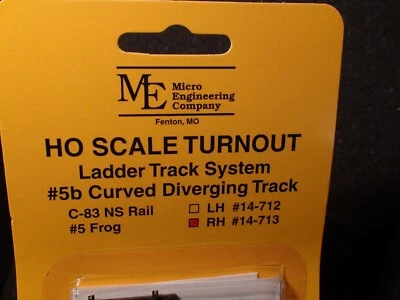 ME
Micro
Engineering
Company
Fenton, MO
HO SCALE TURNOUT
Ladder Track System
#5b Curved Diverging Track
C-83 NS Rail LH #14-712
#5 Frog RH #14-713